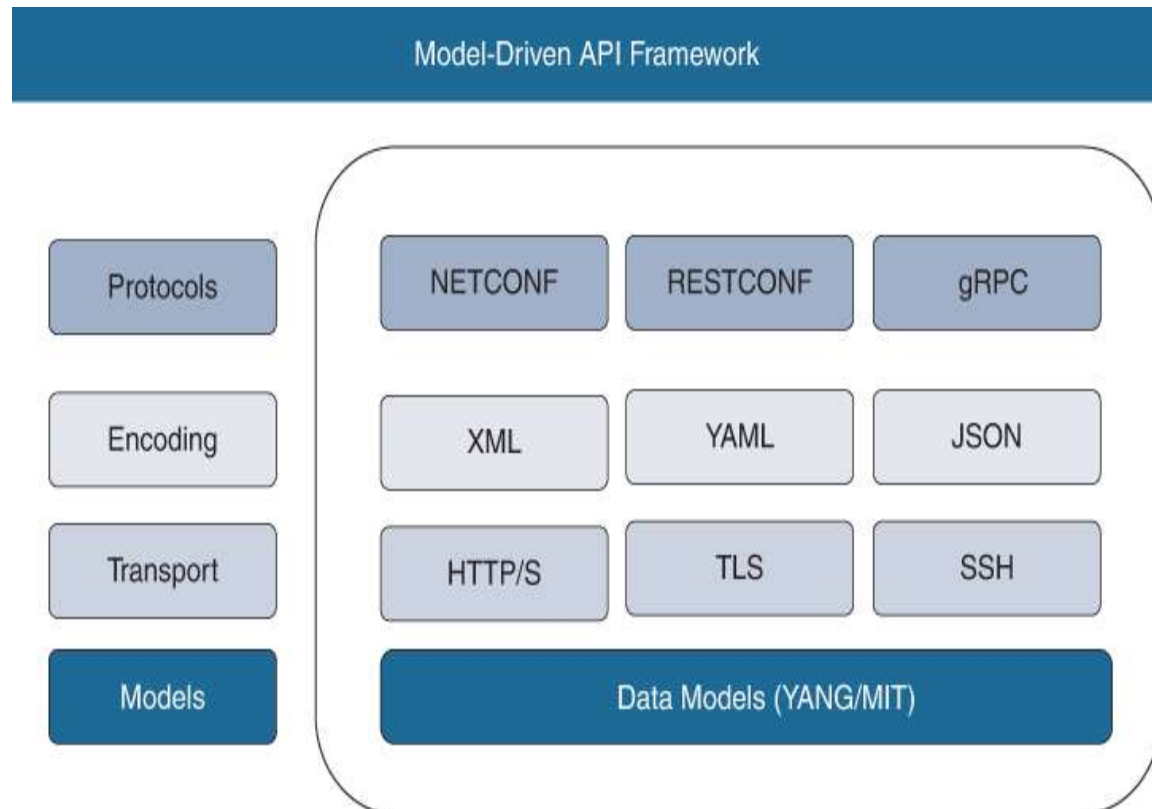 Model-Driven API Framework
Protocols
NETCONF
RESTCONF
gRPC
Encoding
XML
YAML
JSON
Transport
HTTP/S
TLS
SSH
Models
Data Models (YANG/MIT)